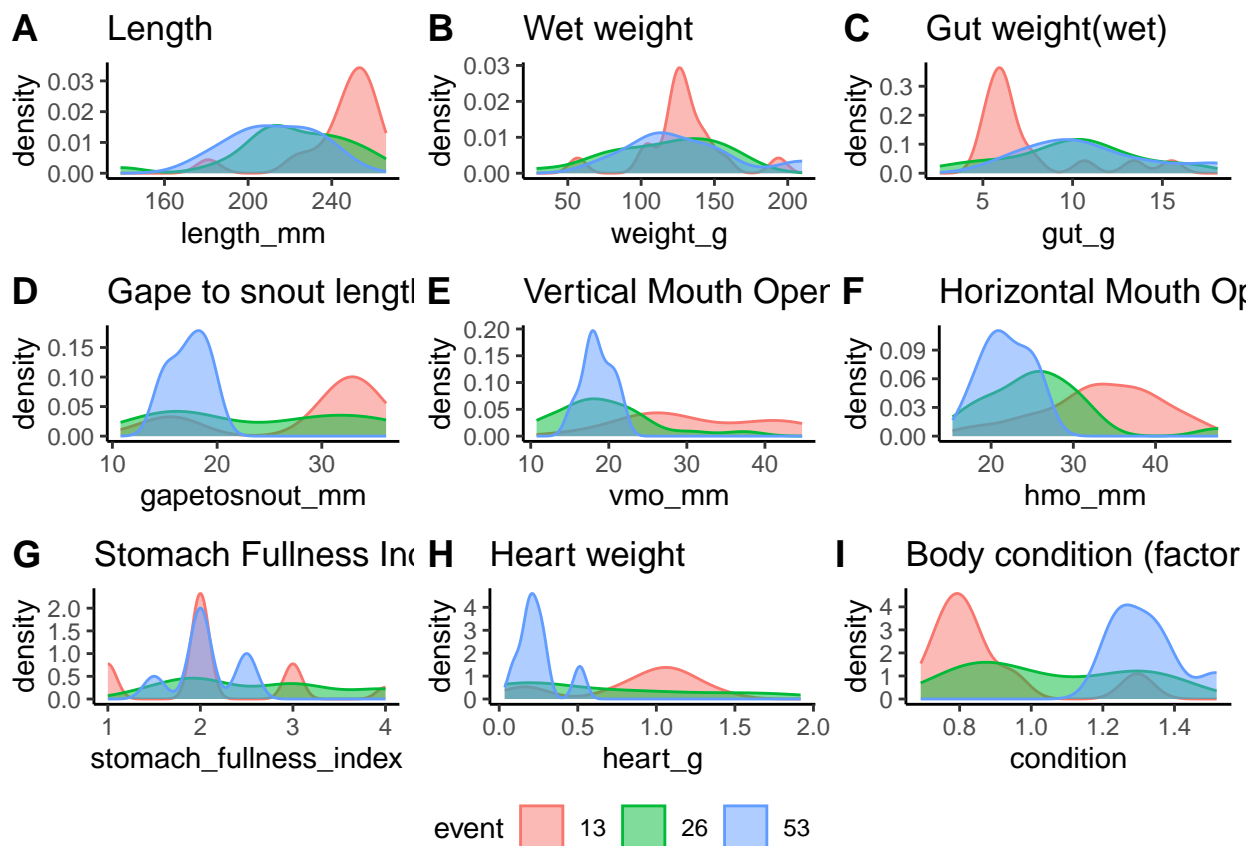 A Length
density
0.03
0.02
0.01
0.00
160 200 240
length_mm
B Wet weight
density
0.03
0.02
0.01
0.00
50 100 150 200
weight_g
C Gut weight(wet)
density
0.3
0.2
0.1
0.0
5 10 15
gut_g
D Gape to snout lengt
density
0.15
0.10
0.05
0.00
10 20 30
gapetosnout_mm
E Vertical Mouth Oper
density
0.20
0.15
0.10
0.05
0.00
10 20 30 40
vmo_mm
F Horizontal Mouth Op
density
0.09
0.06
0.03
0.00
20 30 40
hmo_mm
G Stomach Fullness In
density
2.0
1.5
1.0
0.5
0.0
1 2 3 4
stomach_fullness_index
H Heart weight
density
4
3
2
1
0
0.0 0.5 1.0 1.5 2.0
heart_g
I Body condition (factor
density
4
3
2
1
0
0.8 1.0 1.2 1.4
condition
event 13 26 53